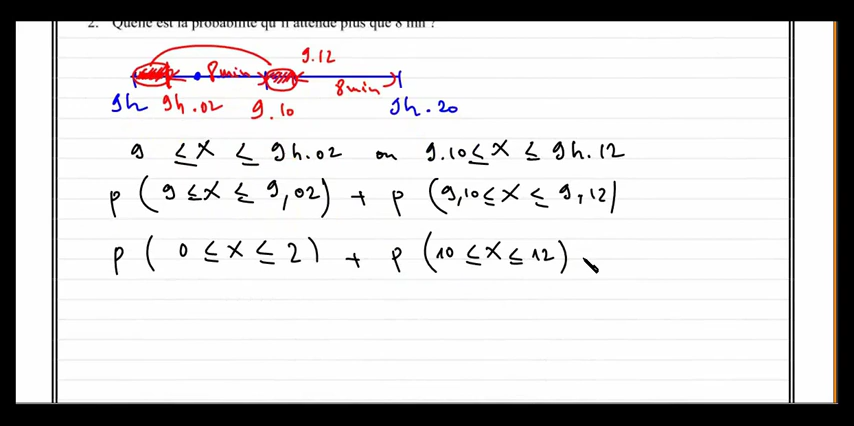 2. Quelle est la probabilité qu'il attende plus que 8 mn ?
9.12
8min
8min
9h 9h.02 9.10 9h.20
9 ≤ X ≤ 9h.02 ou 9.10 ≤ X ≤ 9h.12
P ( 9 ≤ X ≤ 9,02 ) + P ( 9,10 ≤ X ≤ 9,12 )
P ( 0 ≤ X ≤ 2 ) + P ( 10 ≤ X ≤ 12 )